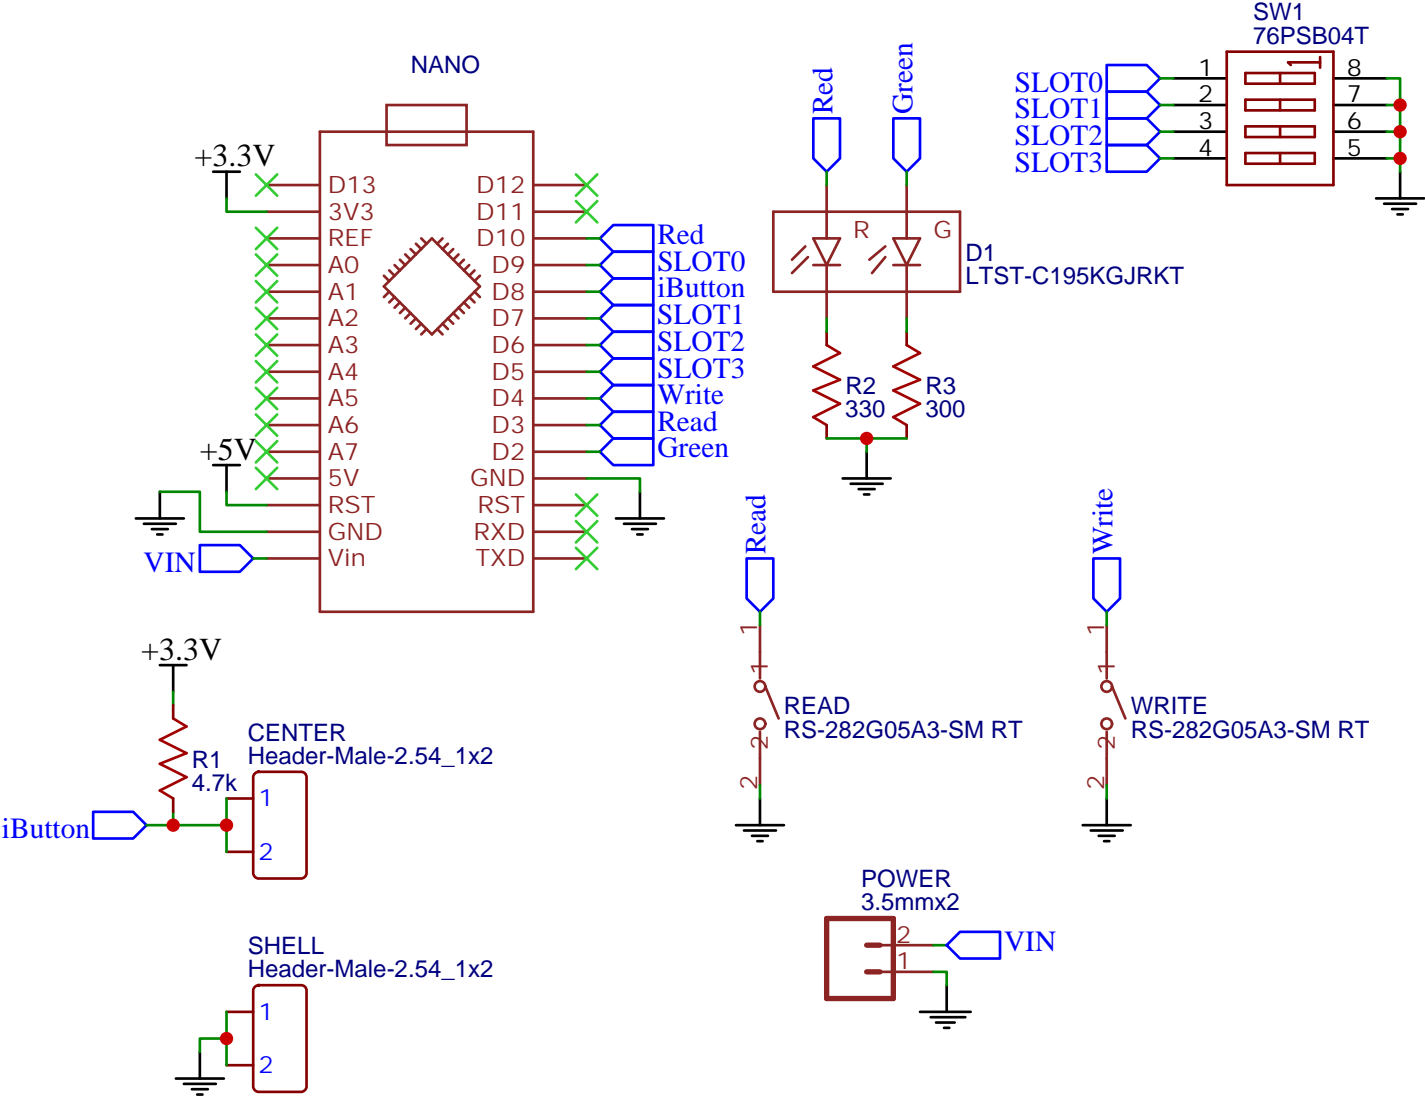 NANO
+3.3V
D13
3V3
REF
A0
A1
A2
A3
A4
A5
A6
A7
+5V
5V
RST
GND
VIN
Vin
D12
D11
D10
D9
D8
D7
D6
D5
D4
D3
D2
GND
RST
RXD
TXD
Red
SLOT0
iButton
SLOT1
SLOT2
SLOT3
Write
Read
Green
Red
Green
R
G
D1
LTST-C195KGJRKT
R2
330
R3
300
SW1
76PSB04T
SLOT0
SLOT1
SLOT2
SLOT3
1
2
3
4
1
8
7
6
5
Read
1
1
2
2
READ
RS-282G05A3-SM RT
Write
1
1
2
2
WRITE
RS-282G05A3-SM RT
+3.3V
R1
4.7k
iButton
CENTER
Header-Male-2.54_1x2
1
2
SHELL
Header-Male-2.54_1x2
1
2
POWER
3.5mmx2
2
1
VIN